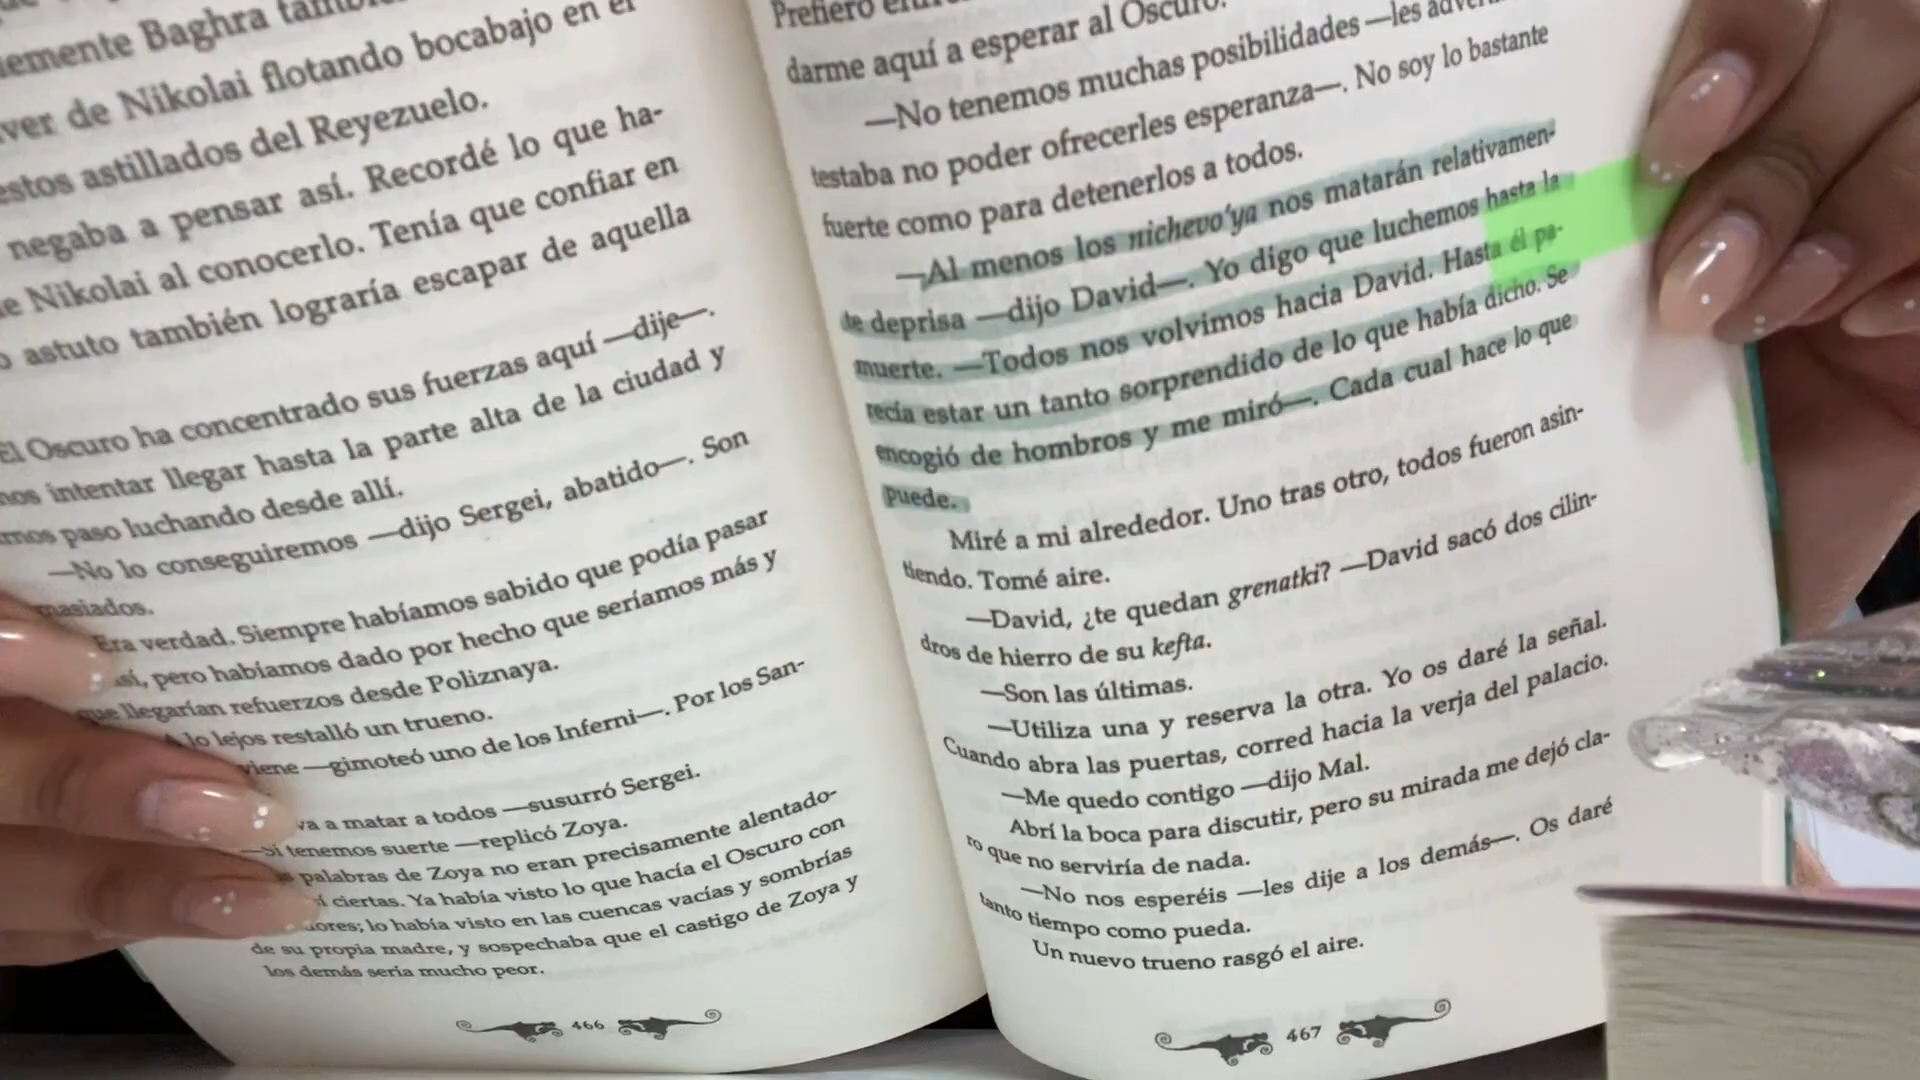 Baghra
de Nikolai flotando bocabajo en el
astillados del Reyezuelo.
negaba a pensar así. Recordé lo que ha-
Nikolai al conocerlo. Tenía que confiar en
astuto también lograría escapar de aquella
El Oscuro ha concentrado sus fuerzas aquí —dije—.
intentar llegar hasta la parte alta de la ciudad y
paso luchando desde allí.
—No lo conseguiremos —dijo Sergei, abatido—. Son
masiados.
Era verdad. Siempre habíamos sabido que podía pasar
así, pero habíamos dado por hecho que seríamos más y
que llegarían refuerzos desde Poliznaya.
lo lejos restalló un trueno.
viene —gimoteó uno de los Inferni—. Por los San-
va a matar a todos —susurró Sergei.
—Si tenemos suerte —replicó Zoya.
palabras de Zoya no eran precisamente alentado-
ciertas. Ya había visto lo que hacía el Oscuro con
dores; lo había visto en las cuencas vacías y sombrías
de su propia madre, y sospechaba que el castigo de Zoya y
los demás sería mucho peor.
466
Prefiero
darme aquí a esperar al Oscuro.
—No tenemos muchas posibilidades —les
testaba no poder ofrecerles esperanza—. No soy lo bastante
fuerte como para detenerlos a todos.
—Al menos los nichevo'ya nos matarán relativamen-
te deprisa —dijo David—. Yo digo que luchemos hasta la
muerte. —Todos nos volvimos hacia David. Hasta él pa-
recía estar un tanto sorprendido de lo que había dicho. Se
encogió de hombros y me miró—. Cada cual hace lo que
puede.
Miré a mi alrededor. Uno tras otro, todos fueron asin-
tiendo. Tomé aire.
—David, ¿te quedan grenatki? —David sacó dos cilin-
dros de hierro de su kefta.
—Son las últimas.
—Utiliza una y reserva la otra. Yo os daré la señal.
Cuando abra las puertas, corred hacia la verja del palacio.
—Me quedo contigo —dijo Mal.
Abrí la boca para discutir, pero su mirada me dejó cla-
ro que no serviría de nada.
—No nos esperéis —les dije a los demás—. Os daré
tanto tiempo como pueda.
Un nuevo trueno rasgó el aire.
467